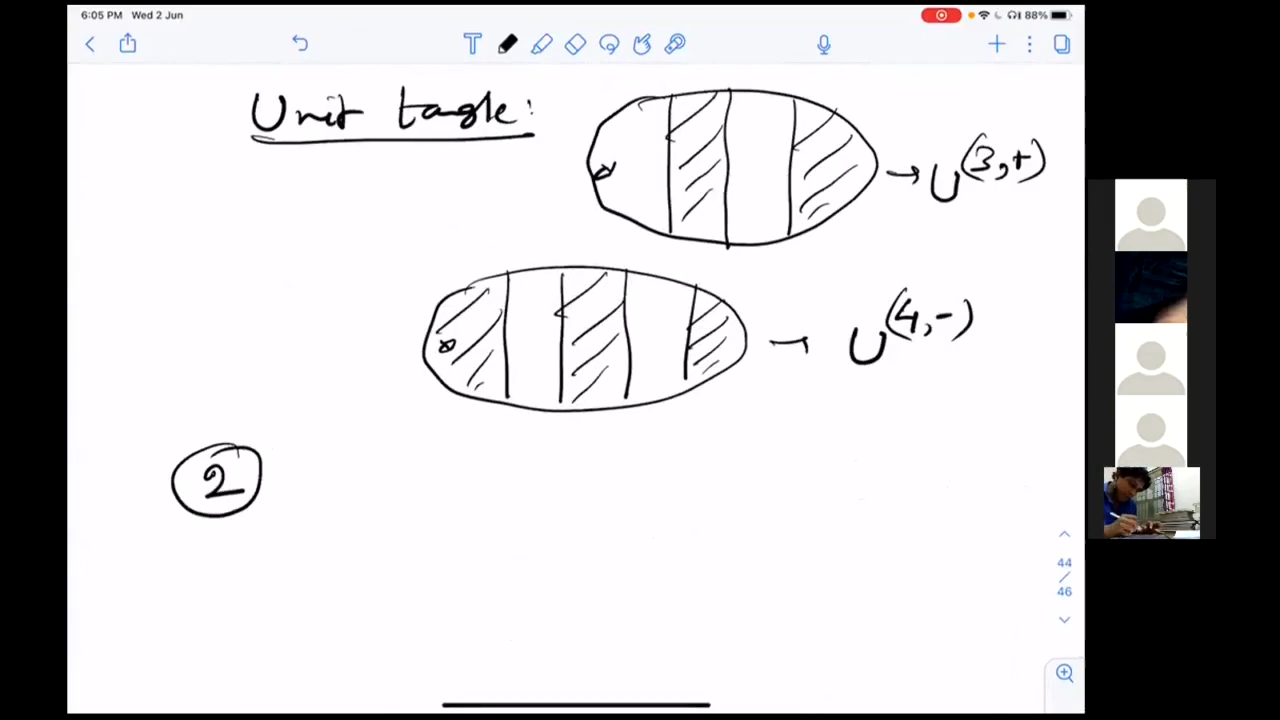 6:05 PM Wed 2 Jun
88%
Unit tangle:
→ U^(3,+)
→ U^(4,-)
2
44
/
46